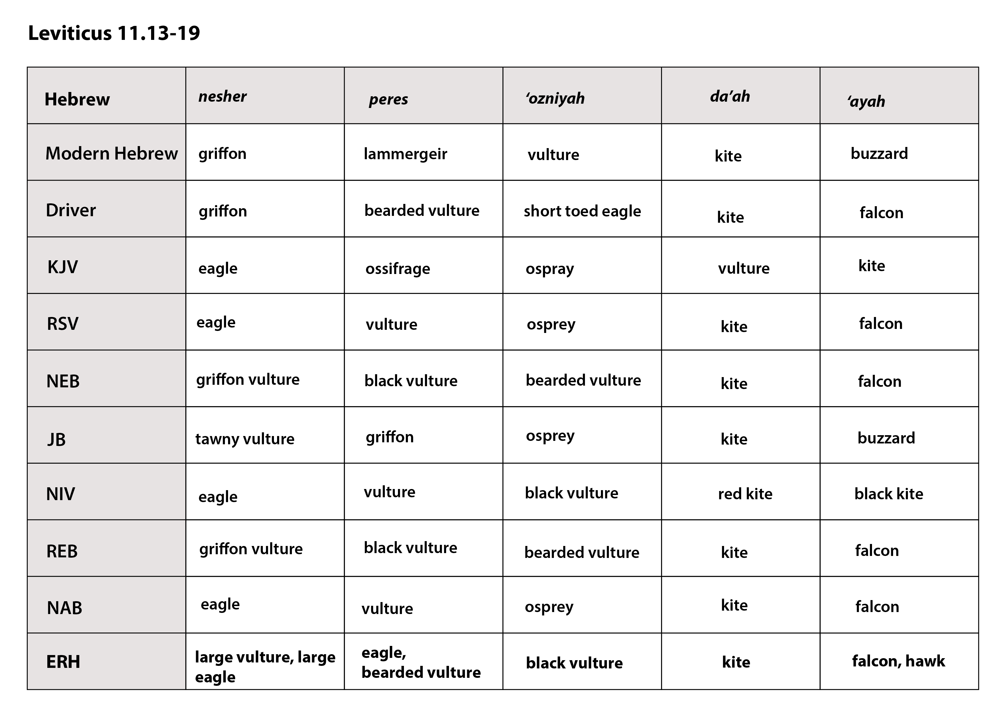 Leviticus 11.13-19
Hebrew nesher peres ‘ozniyah da’ah ‘ayah
Modern Hebrew griffon lammergeir vulture kite buzzard
Driver griffon bearded vulture short toed eagle kite falcon
KJV eagle ossifrage ospray vulture kite
RSV eagle vulture osprey kite falcon
NEB griffon vulture black vulture bearded vulture kite falcon
JB tawny vulture griffon osprey kite buzzard
NIV eagle vulture black vulture red kite black kite
REB griffon vulture black vulture bearded vulture kite falcon
NAB eagle vulture osprey kite falcon
ERH large vulture, large eagle eagle, bearded vulture black vulture kite falcon, hawk